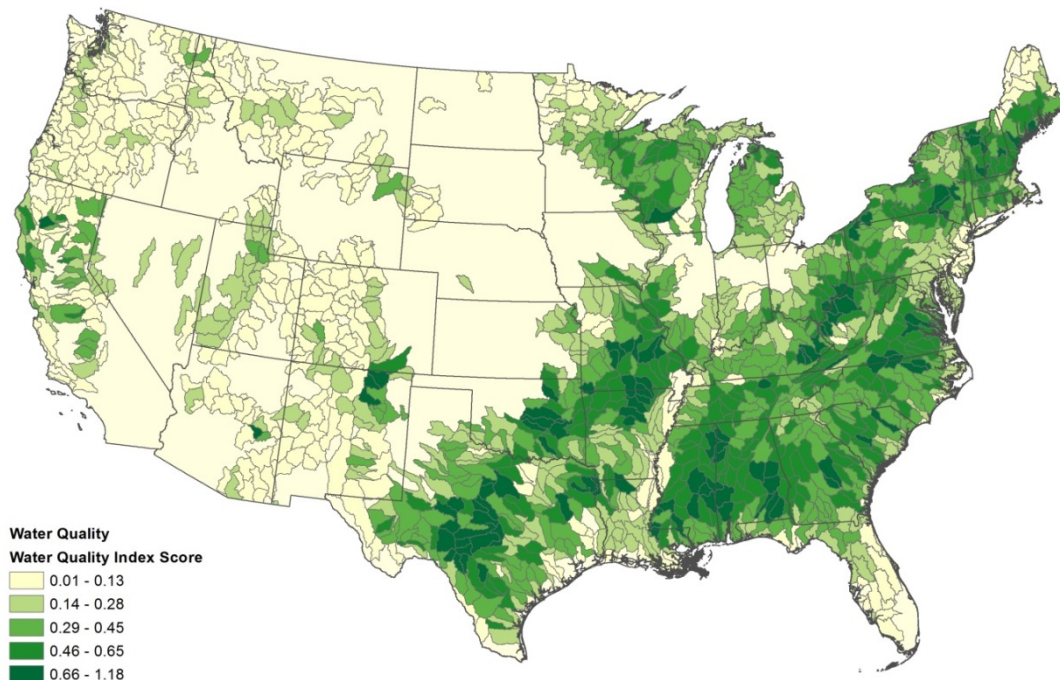 Water Quality
Water Quality Index Score
0.01 - 0.13
0.14 - 0.28
0.29 - 0.45
0.46 - 0.65
0.66 - 1.18